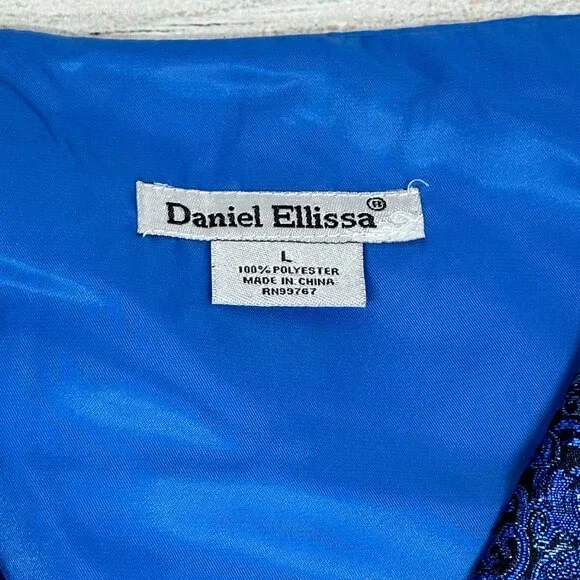 Daniel Ellissa®
L
100% POLYESTER
MADE IN CHINA
RN99767